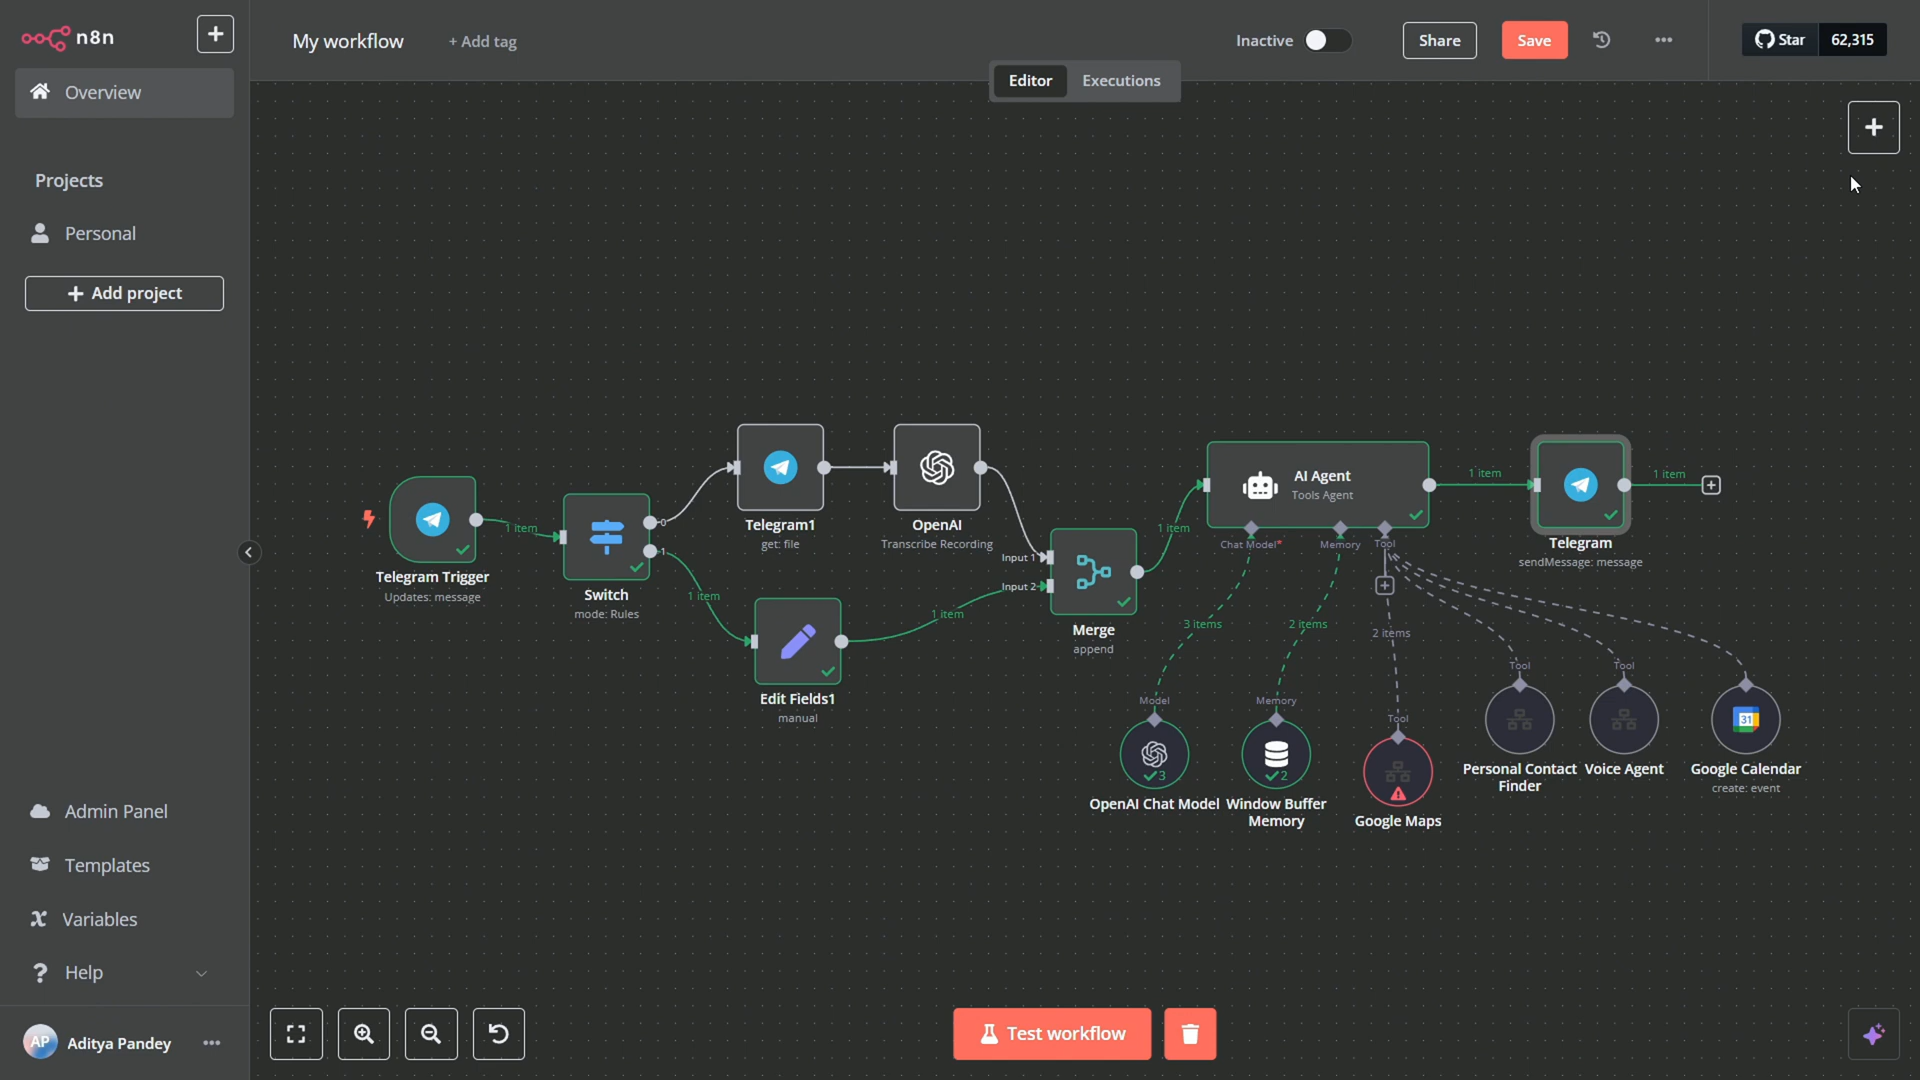 n8n
My workflow
+ Add tag
Inactive
Share
Save
Star
62,315
Editor
Executions
Overview
Projects
Personal
Add project
Admin Panel
Templates
Variables
Help
AP
Aditya Pandey
Telegram Trigger
Updates: message
1 item
Switch
mode: Rules
0
1
1 item
Telegram1
get: file
OpenAI
Transcribe Recording
Edit Fields1
manual
1 item
Input 1
Input 2
Merge
append
1 item
AI Agent
Tools Agent
Chat Model*
Memory
Tool
1 item
Telegram
sendMessage: message
1 item
3 items
2 items
2 items
Model
3
OpenAI Chat Model
Memory
2
Window Buffer
Memory
Tool
Google Maps
Tool
Personal Contact
Finder
Tool
Voice Agent
31
Google Calendar
create: event
Test workflow